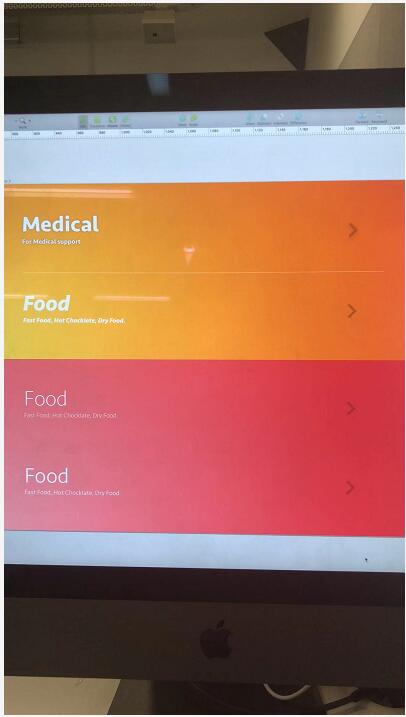 Medical
For Medical support
Food
Fast Food, Hot Chocklate, Dry Food.
Food
Fast Food, Hot Chocklate, Dry Food.
Food
Fast Food, Hot Chocklate, Dry Food